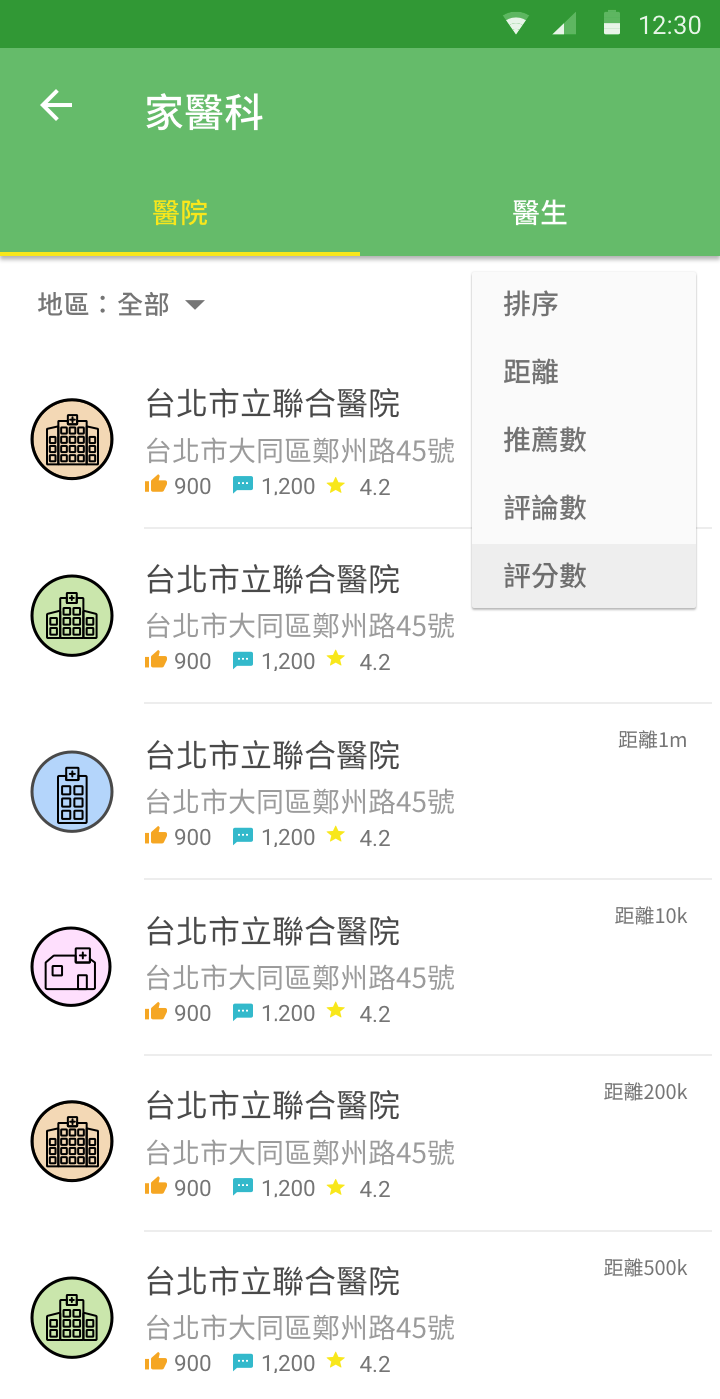 12:30
家醫科
醫院 醫生
地區：全部
排序
距離
推薦數
評論數
評分數
台北市立聯合醫院
台北市大同區鄭州路45號
900 1,200 4.2
台北市立聯合醫院
台北市大同區鄭州路45號
900 1,200 4.2
台北市立聯合醫院 距離1m
台北市大同區鄭州路45號
900 1,200 4.2
台北市立聯合醫院 距離10k
台北市大同區鄭州路45號
900 1.200 4.2
台北市立聯合醫院 距離200k
台北市大同區鄭州路45號
900 1,200 4.2
台北市立聯合醫院 距離500k
台北市大同區鄭州路45號
900 1,200 4.2